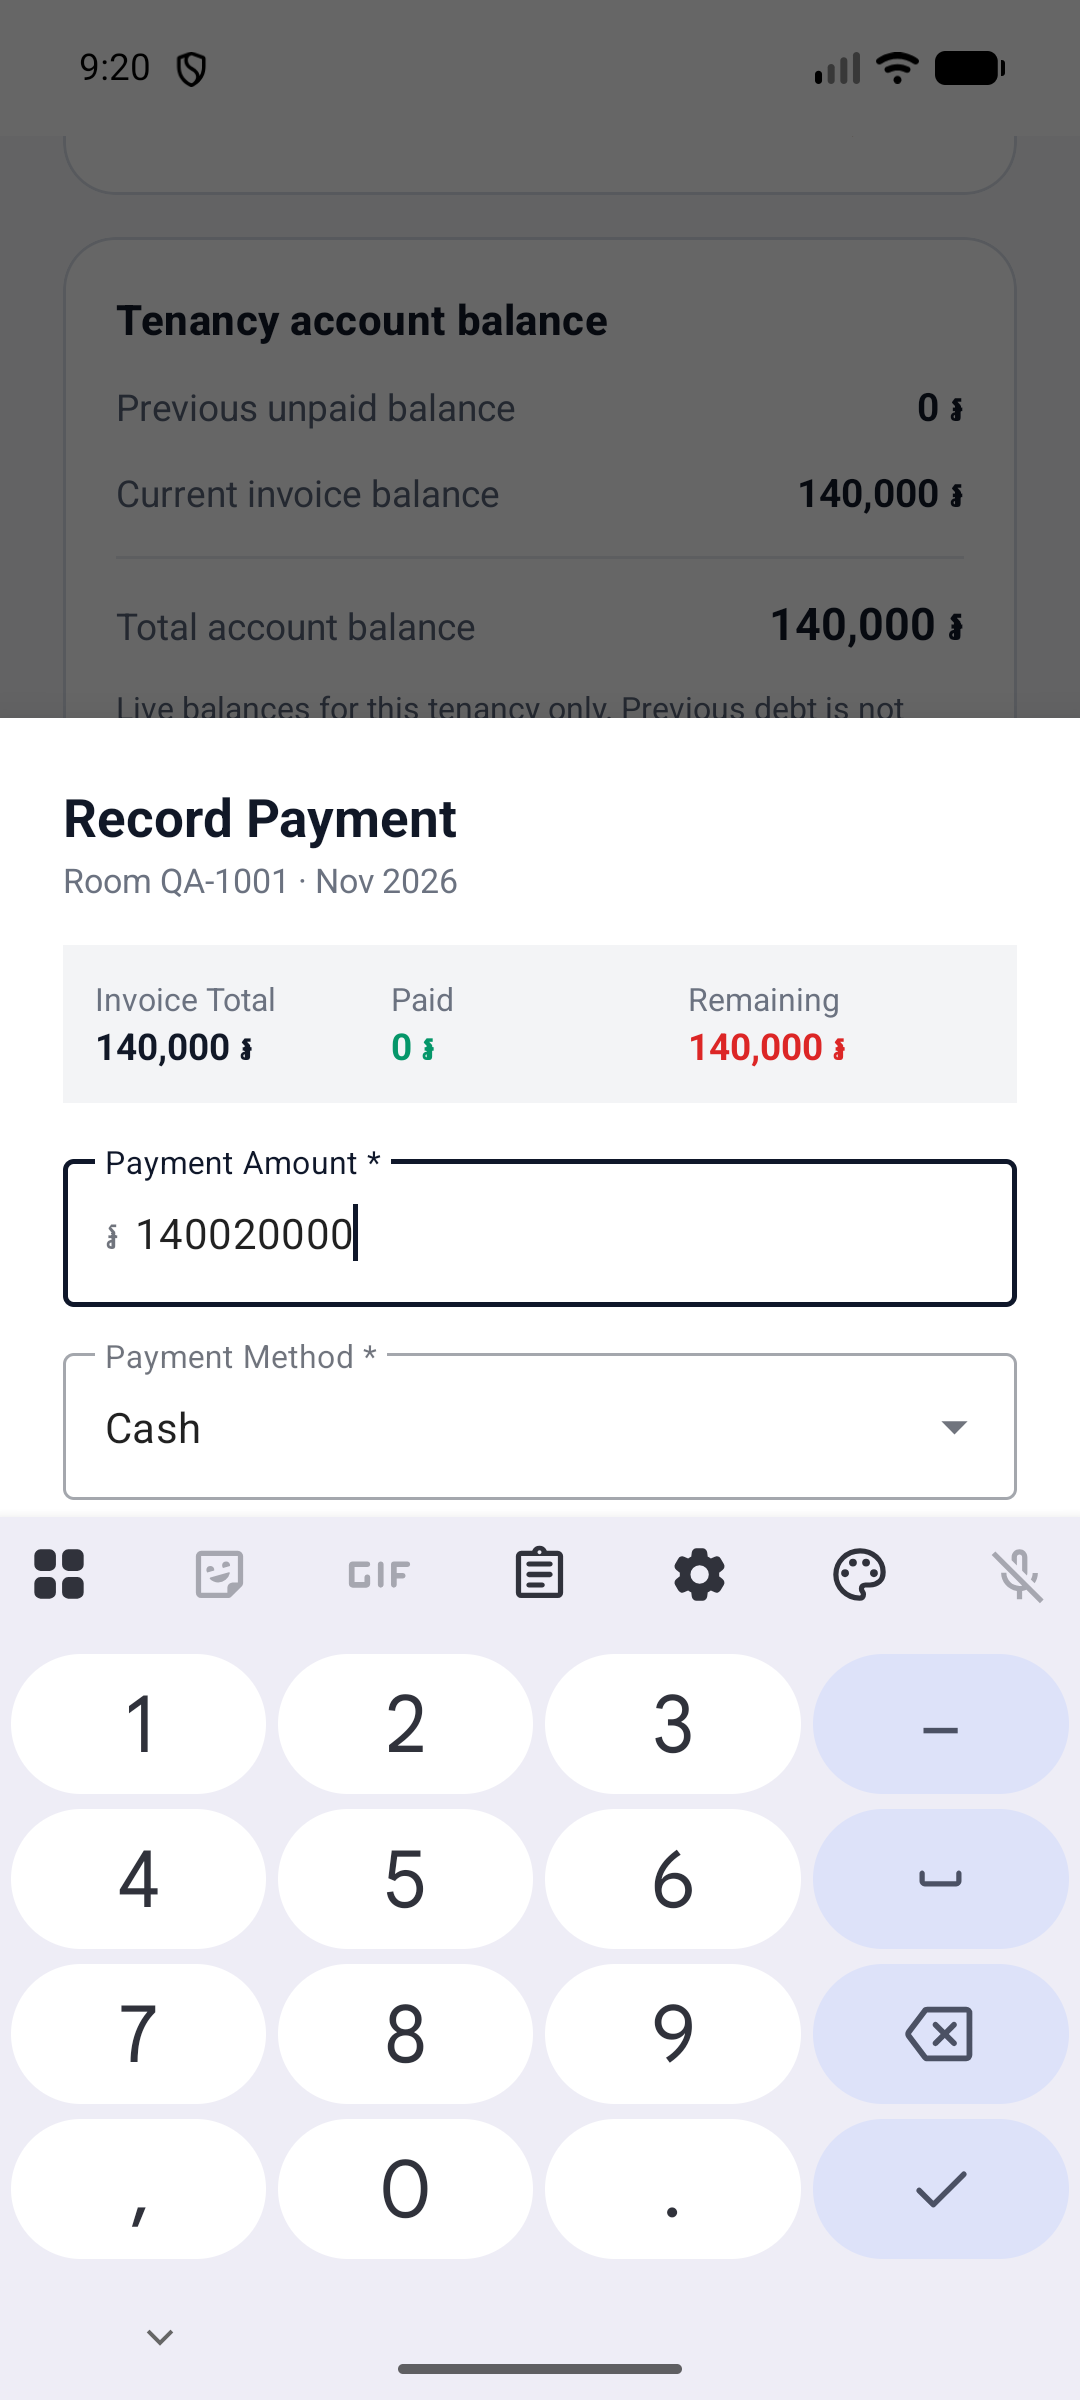 9:20
Tenancy account balance
Previous unpaid balance 0 ៛
Current invoice balance 140,000 ៛
Total account balance 140,000 ៛
Live balances for this tenancy only. Previous debt is not
Record Payment
Room QA-1001 · Nov 2026
Invoice Total Paid Remaining
140,000 ៛ 0 ៛ 140,000 ៛
Payment Amount *
៛ 140020000
Payment Method *
Cash
GIF
1 2 3 –
4 5 6
7 8 9
, 0 .